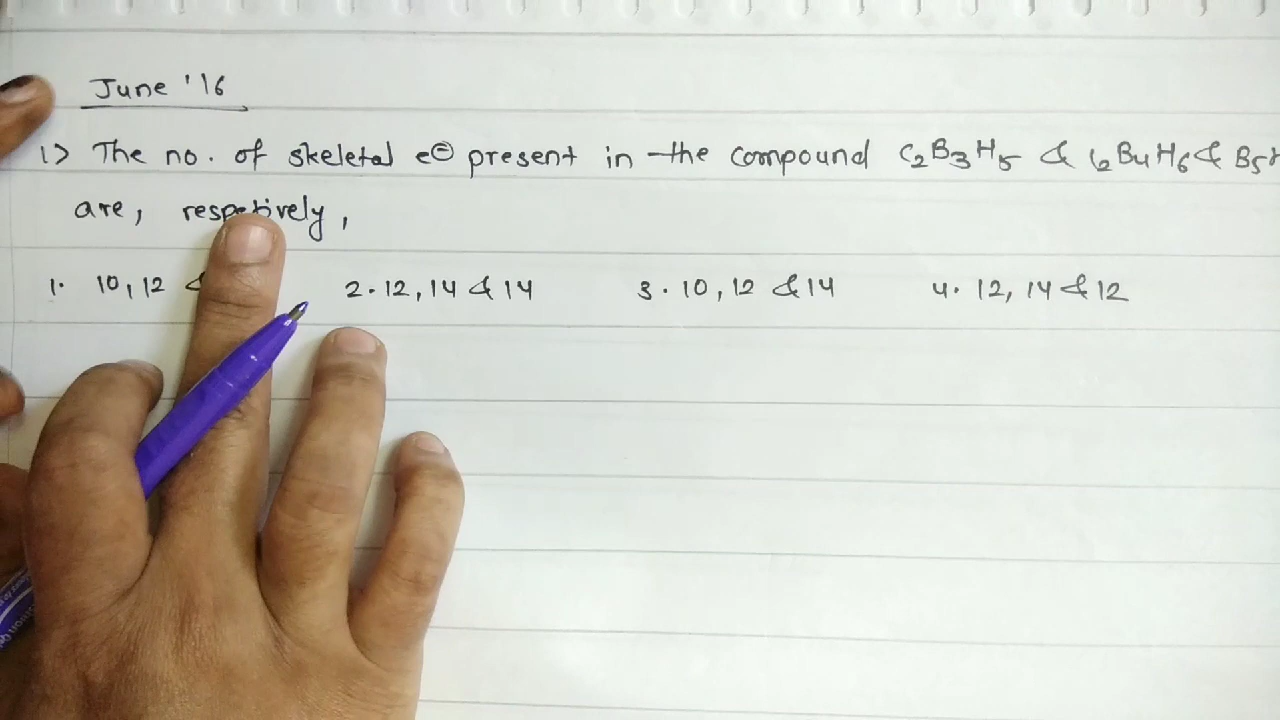 June '16
1) The no. of skeletal e⊖ present in the compound C2B3H5 & C2B4H6 & B5
are, respetively,
1. 10, 12 & 2. 12, 14 & 14 3. 10, 12 & 14 4. 12, 14 & 12